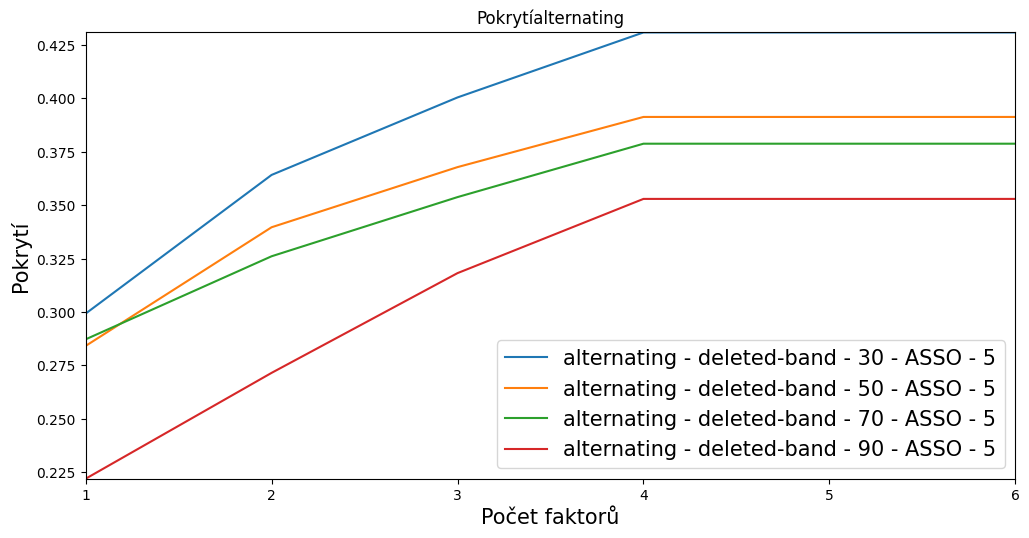 Pokrytíalternating
0.425
0.400
0.375
0.350
0.325
0.300
0.275
0.250
0.225
Pokrytí
alternating - deleted-band - 30 - ASSO - 5
alternating - deleted-band - 50 - ASSO - 5
alternating - deleted-band - 70 - ASSO - 5
alternating - deleted-band - 90 - ASSO - 5
1 2 3 4 5 6
Počet faktorů